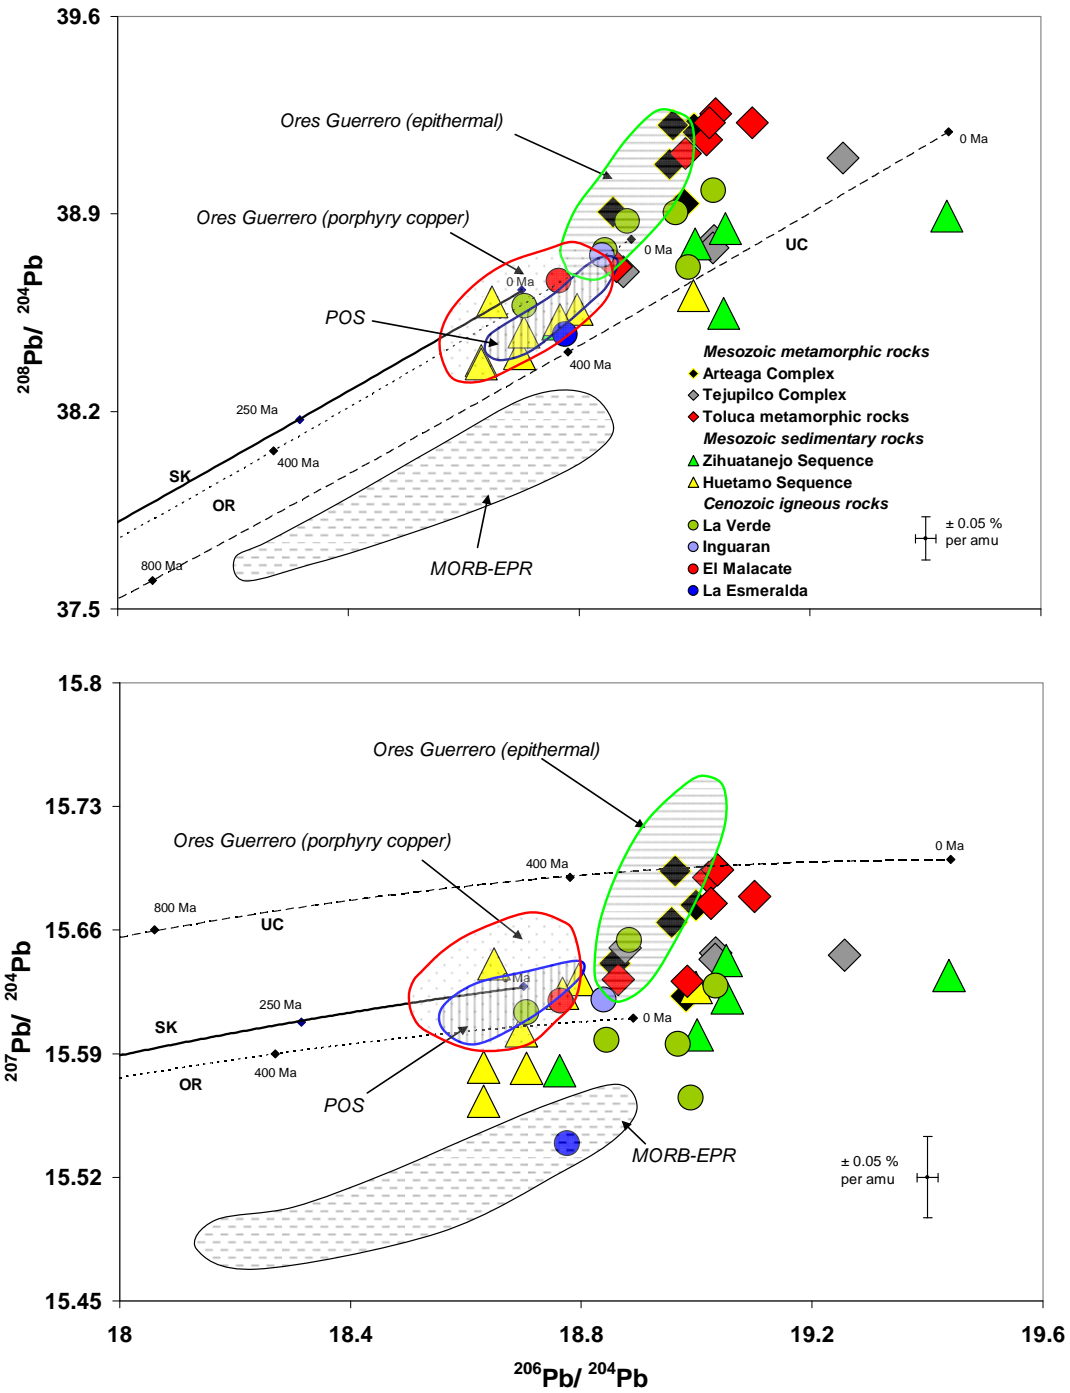 39.6
38.9
38.2
37.5
208Pb/ 204Pb
Ores Guerrero (epithermal)
Ores Guerrero (porphyry copper)
POS
0 Ma
0 Ma
0 Ma
UC
400 Ma
250 Ma
400 Ma
SK
OR
800 Ma
MORB-EPR
Mesozoic metamorphic rocks
Arteaga Complex
Tejupilco Complex
Toluca metamorphic rocks
Mesozoic sedimentary rocks
Zihuatanejo Sequence
Huetamo Sequence
Cenozoic igneous rocks
La Verde
Inguaran
El Malacate
La Esmeralda
± 0.05 %
per amu
15.8
15.73
15.66
15.59
15.52
15.45
207Pb/ 204Pb
Ores Guerrero (epithermal)
Ores Guerrero (porphyry copper)
400 Ma
0 Ma
800 Ma
UC
0 Ma
250 Ma
SK
0 Ma
OR
400 Ma
POS
MORB-EPR
± 0.05 %
per amu
18
18.4
18.8
19.2
19.6
206Pb/ 204Pb